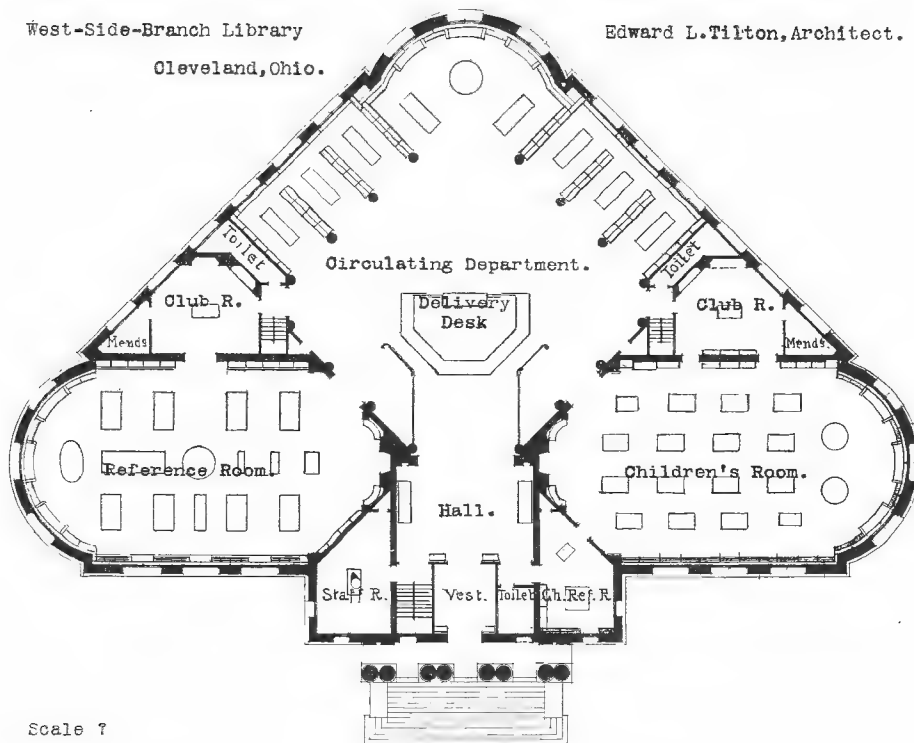 West-Side-Branch Library
Cleveland, Ohio.
Edward L.Tilton, Architect.
Toilet
Circulating Department.
Toilet
Club R.
Delivery
Desk
Club R.
Mends
Mends.
Reference Room.
Children's Room.
Hall.
Staff R.
Vest.
Toilet
Ch. Ref. R.
Scale ?